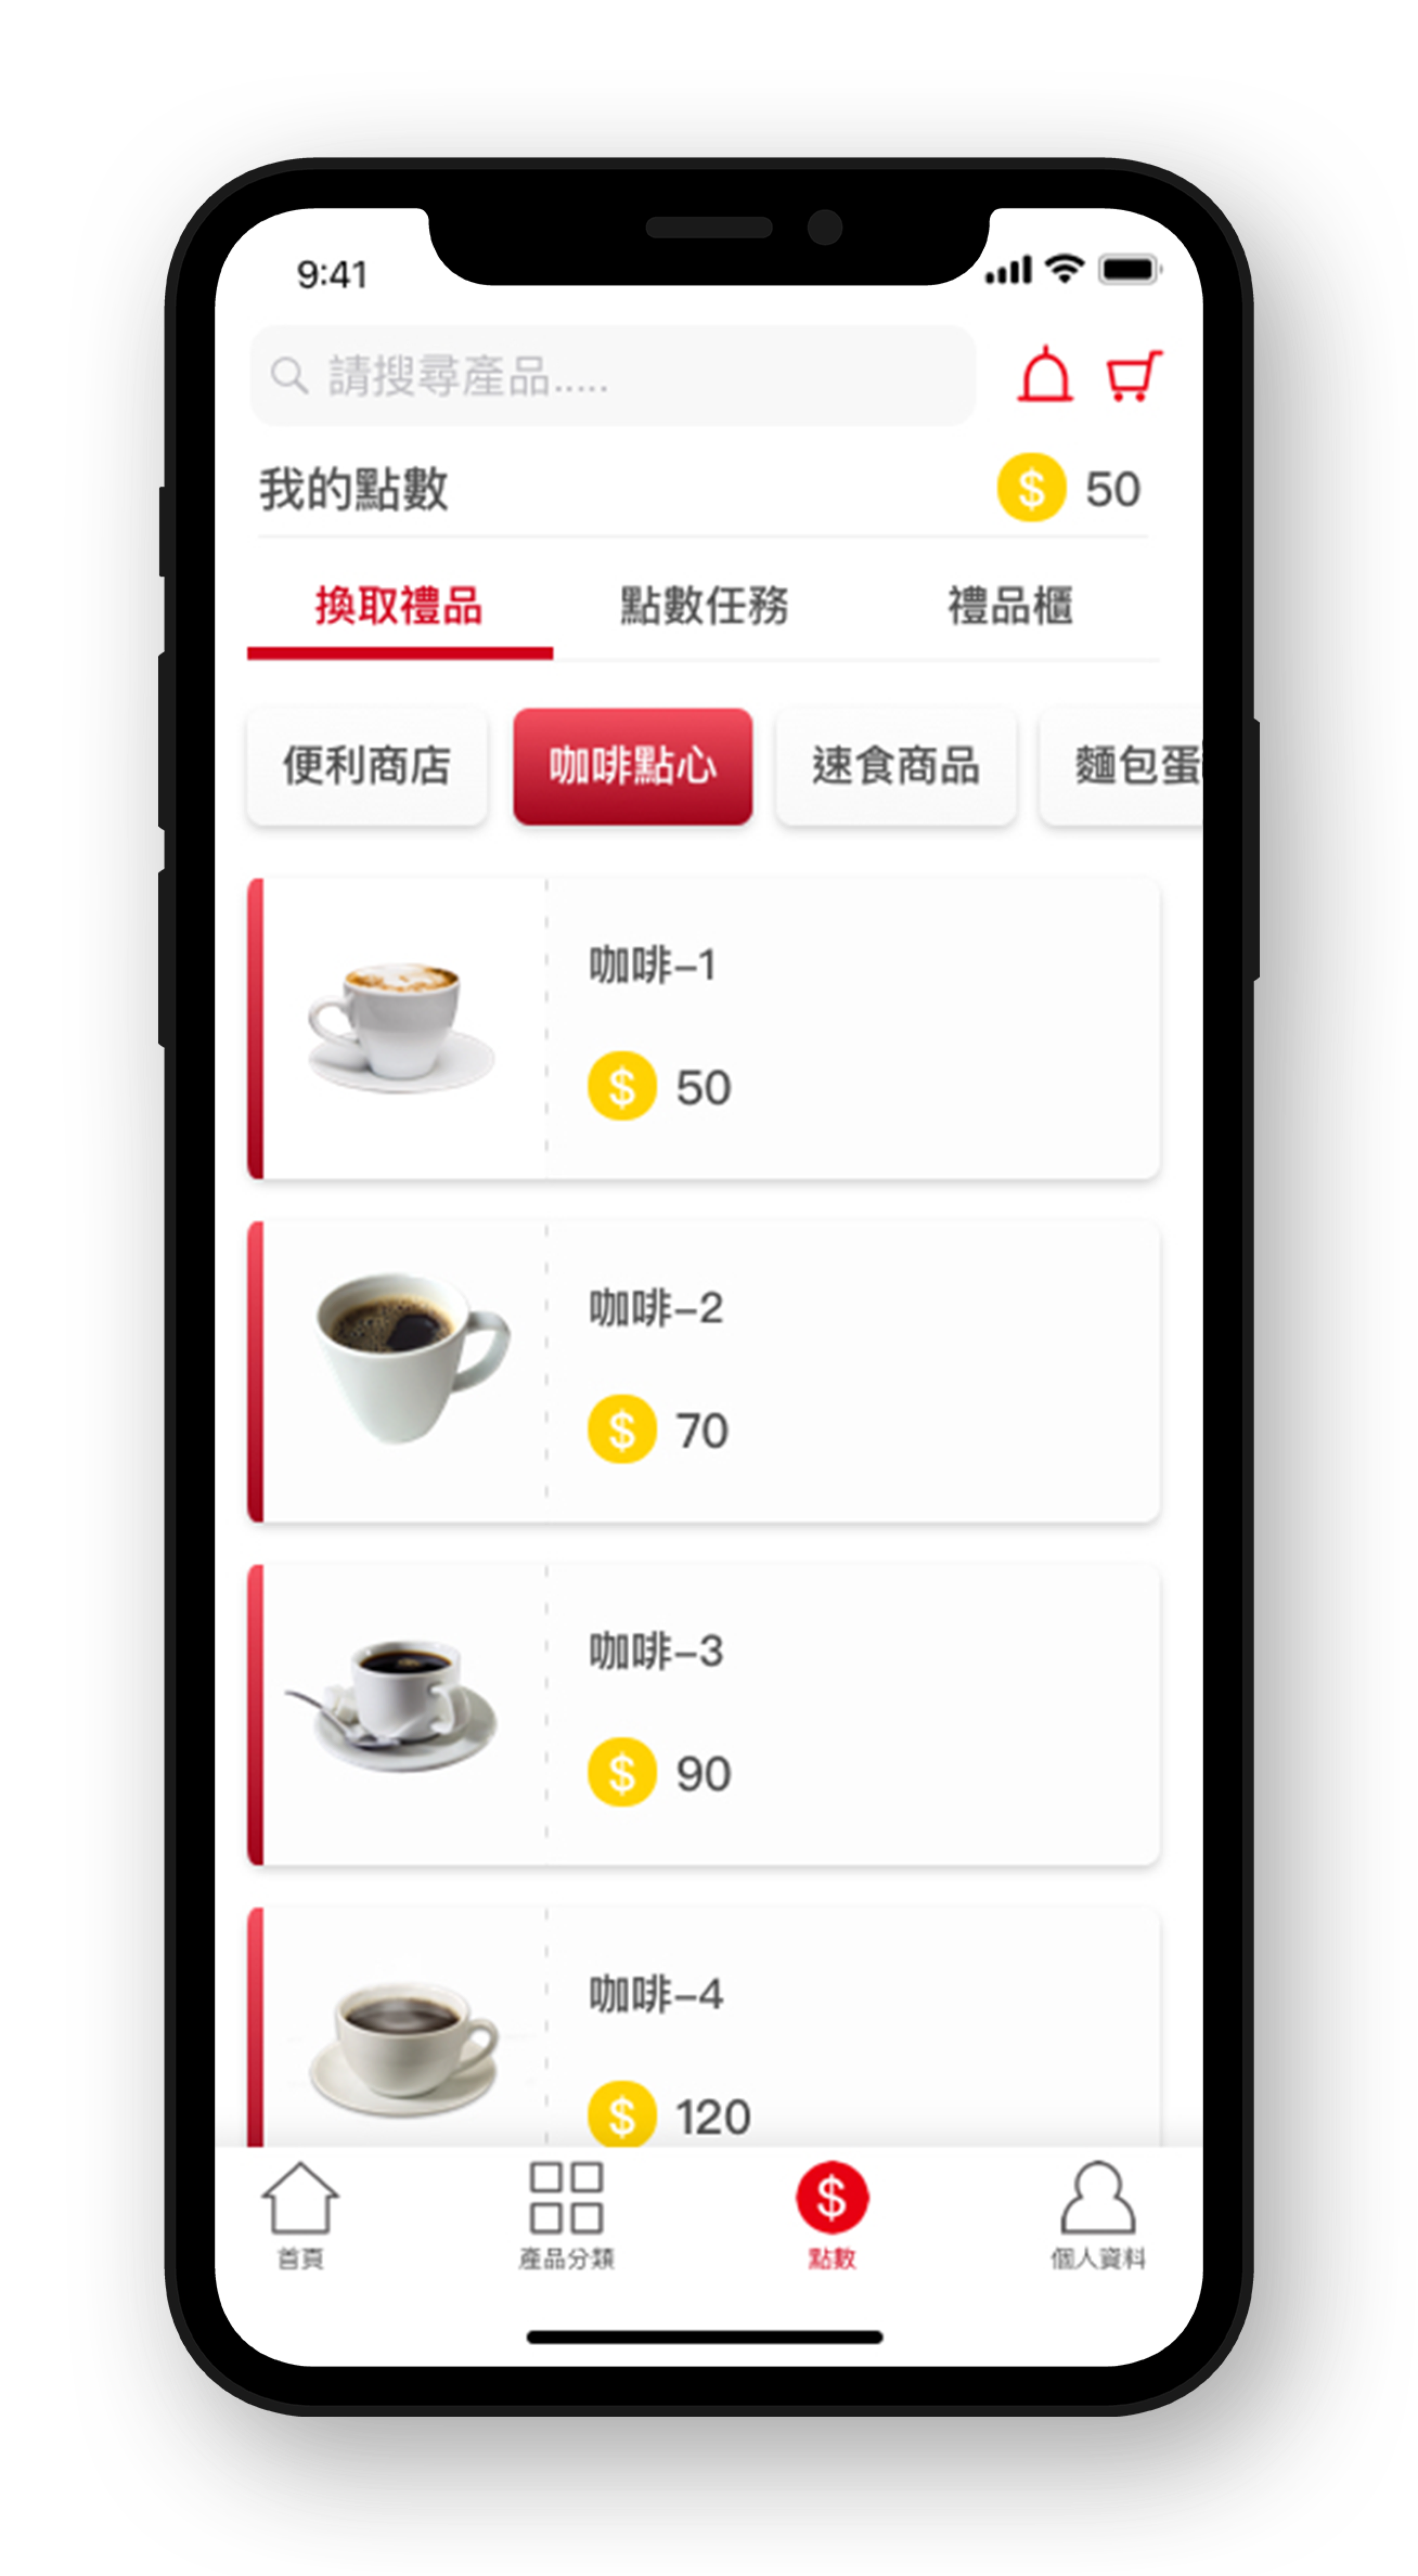 9:41
請搜尋產品.....
我的點數 $ 50
換取禮品 點數任務 禮品櫃
便利商店 咖啡點心 速食商品 麵包蛋
咖啡–1
$ 50
咖啡–2
$ 70
咖啡–3
$ 90
咖啡–4
$ 120
$
首頁 產品分類 點數 個人資料